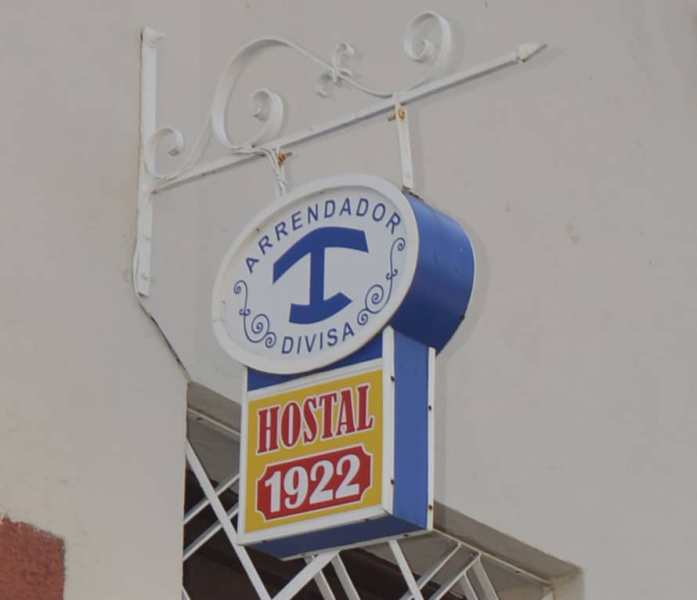 ARRENDADOR
DIVISA
HOSTAL
1922